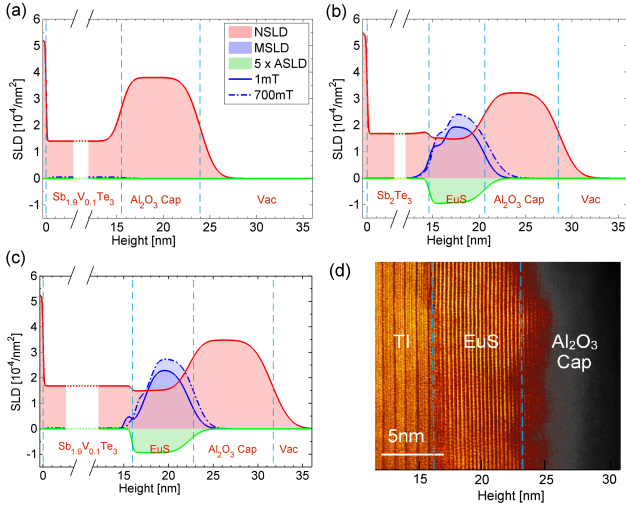 (a)
NSLD
MSLD
5 x ASLD
1mT
700mT
SLD [10⁻⁴/nm²]
6
5
4
3
2
1
0
-1
Sb₁.₉V₀.₁Te₃
Al₂O₃ Cap
Vac
0
15
20
25
30
35
Height [nm]
(b)
SLD [10⁻⁴/nm²]
6
5
4
3
2
1
0
-1
Sb₂Te₃
EuS
Al₂O₃ Cap
Vac
0
10
15
20
25
30
35
Height [nm]
(c)
SLD [10⁻⁴/nm²]
6
5
4
3
2
1
0
-1
Sb₁.₉V₀.₁Te₃
EuS
Al₂O₃ Cap
Vac
0
15
20
25
30
35
Height [nm]
(d)
TI
EuS
Al₂O₃
Cap
5nm
15
20
25
30
Height [nm]